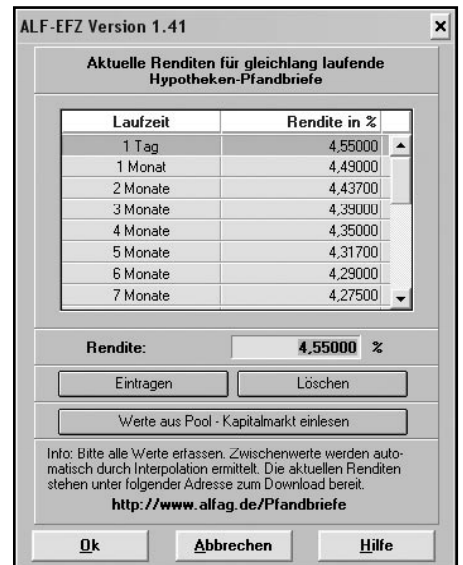 ALF-EFZ Version 1.41
Aktuelle Renditen für gleichlang laufende
Hypotheken-Pfandbriefe
Laufzeit Rendite in %
1 Tag 4,55000
1 Monat 4,49000
2 Monate 4,43700
3 Monate 4,39000
4 Monate 4,35000
5 Monate 4,31700
6 Monate 4,29000
7 Monate 4,27500
Rendite: 4,55000 %
Eintragen Löschen
Werte aus Pool - Kapitalmarkt einlesen
Info: Bitte alle Werte erfassen. Zwischenwerte werden auto-
matisch durch Interpolation ermittelt. Die aktuellen Renditen
stehen unter folgender Adresse zum Download bereit.
http://www.alfag.de/Pfandbriefe
Ok Abbrechen Hilfe